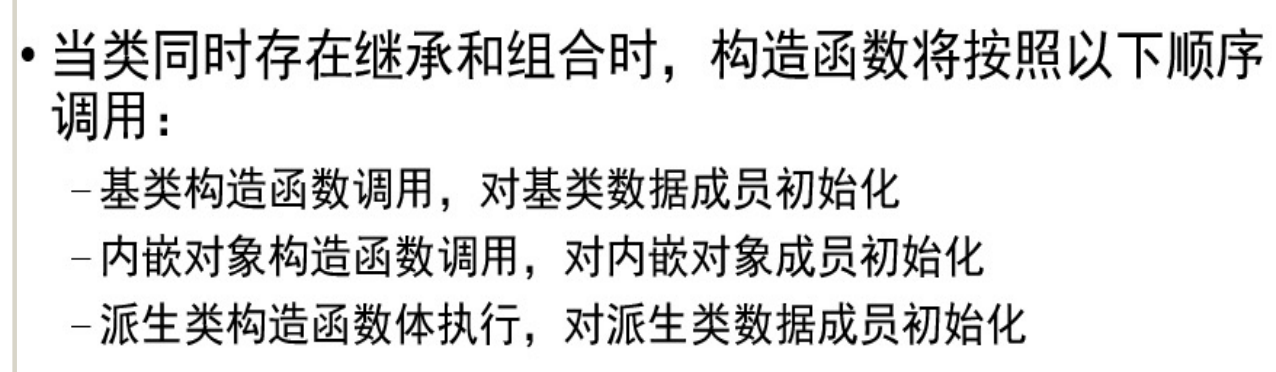 • 当类同时存在继承和组合时，构造函数将按照以下顺序
调用：
– 基类构造函数调用，对基类数据成员初始化
– 内嵌对象构造函数调用，对内嵌对象成员初始化
– 派生类构造函数体执行，对派生类数据成员初始化